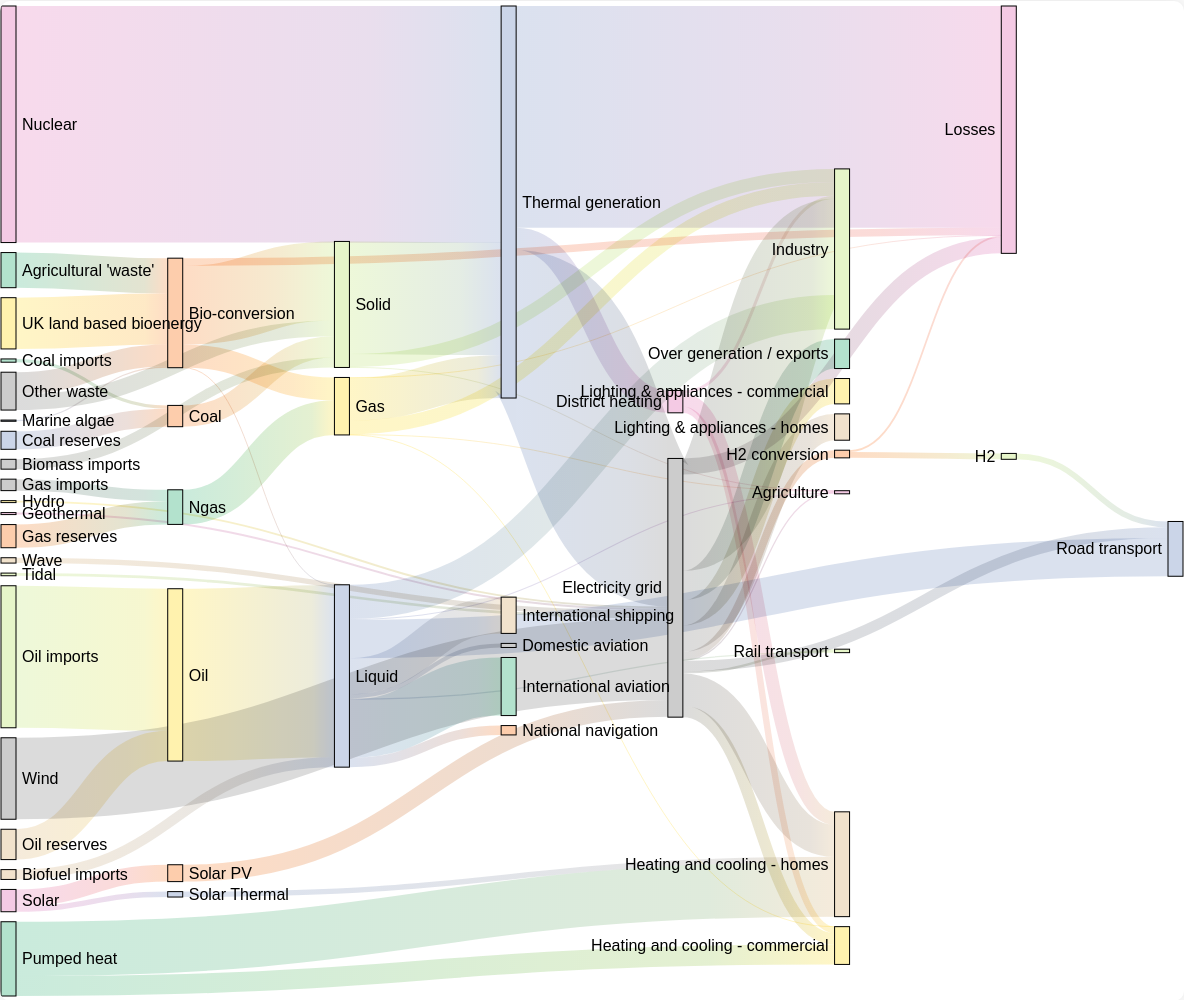 Nuclear
Agricultural 'waste'
UK land based bioenergy
Coal imports
Other waste
Marine algae
Coal reserves
Biomass imports
Gas imports
Hydro
Geothermal
Gas reserves
Wave
Tidal
Oil imports
Wind
Oil reserves
Biofuel imports
Solar
Pumped heat
Bio-conversion
Coal
Ngas
Oil
Solar PV
Solar Thermal
Solid
Gas
Liquid
Thermal generation
International shipping
Domestic aviation
International aviation
National navigation
District heating
Electricity grid
Industry
Over generation / exports
Lighting & appliances - commercial
Lighting & appliances - homes
H2 conversion
Agriculture
Rail transport
Heating and cooling - homes
Heating and cooling - commercial
Losses
H2
Road transport